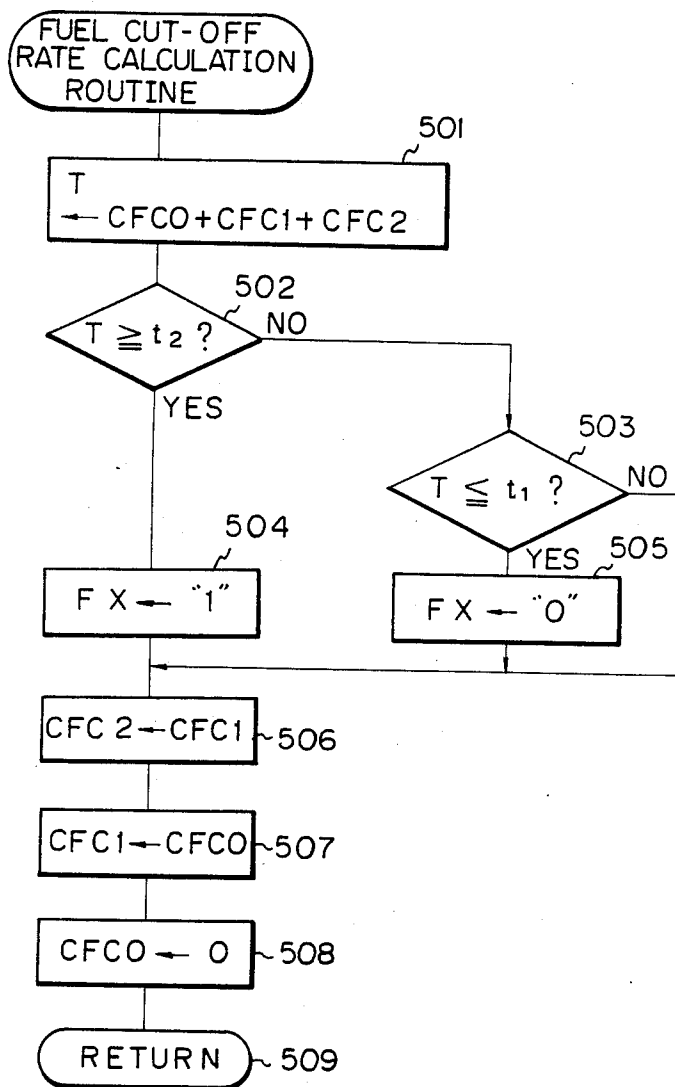 FUEL CUT-OFF
RATE CALCULATION
ROUTINE
501
T
← CFC0+CFC1+CFC2
502
T ≧ t₂ ?
NO
YES
503
T ≦ t₁ ?
NO
YES
504
FX ← "1"
505
FX ← "0"
CFC2←CFC1
506
CFC1←CFC0
507
CFC0 ← 0
508
RETURN
509